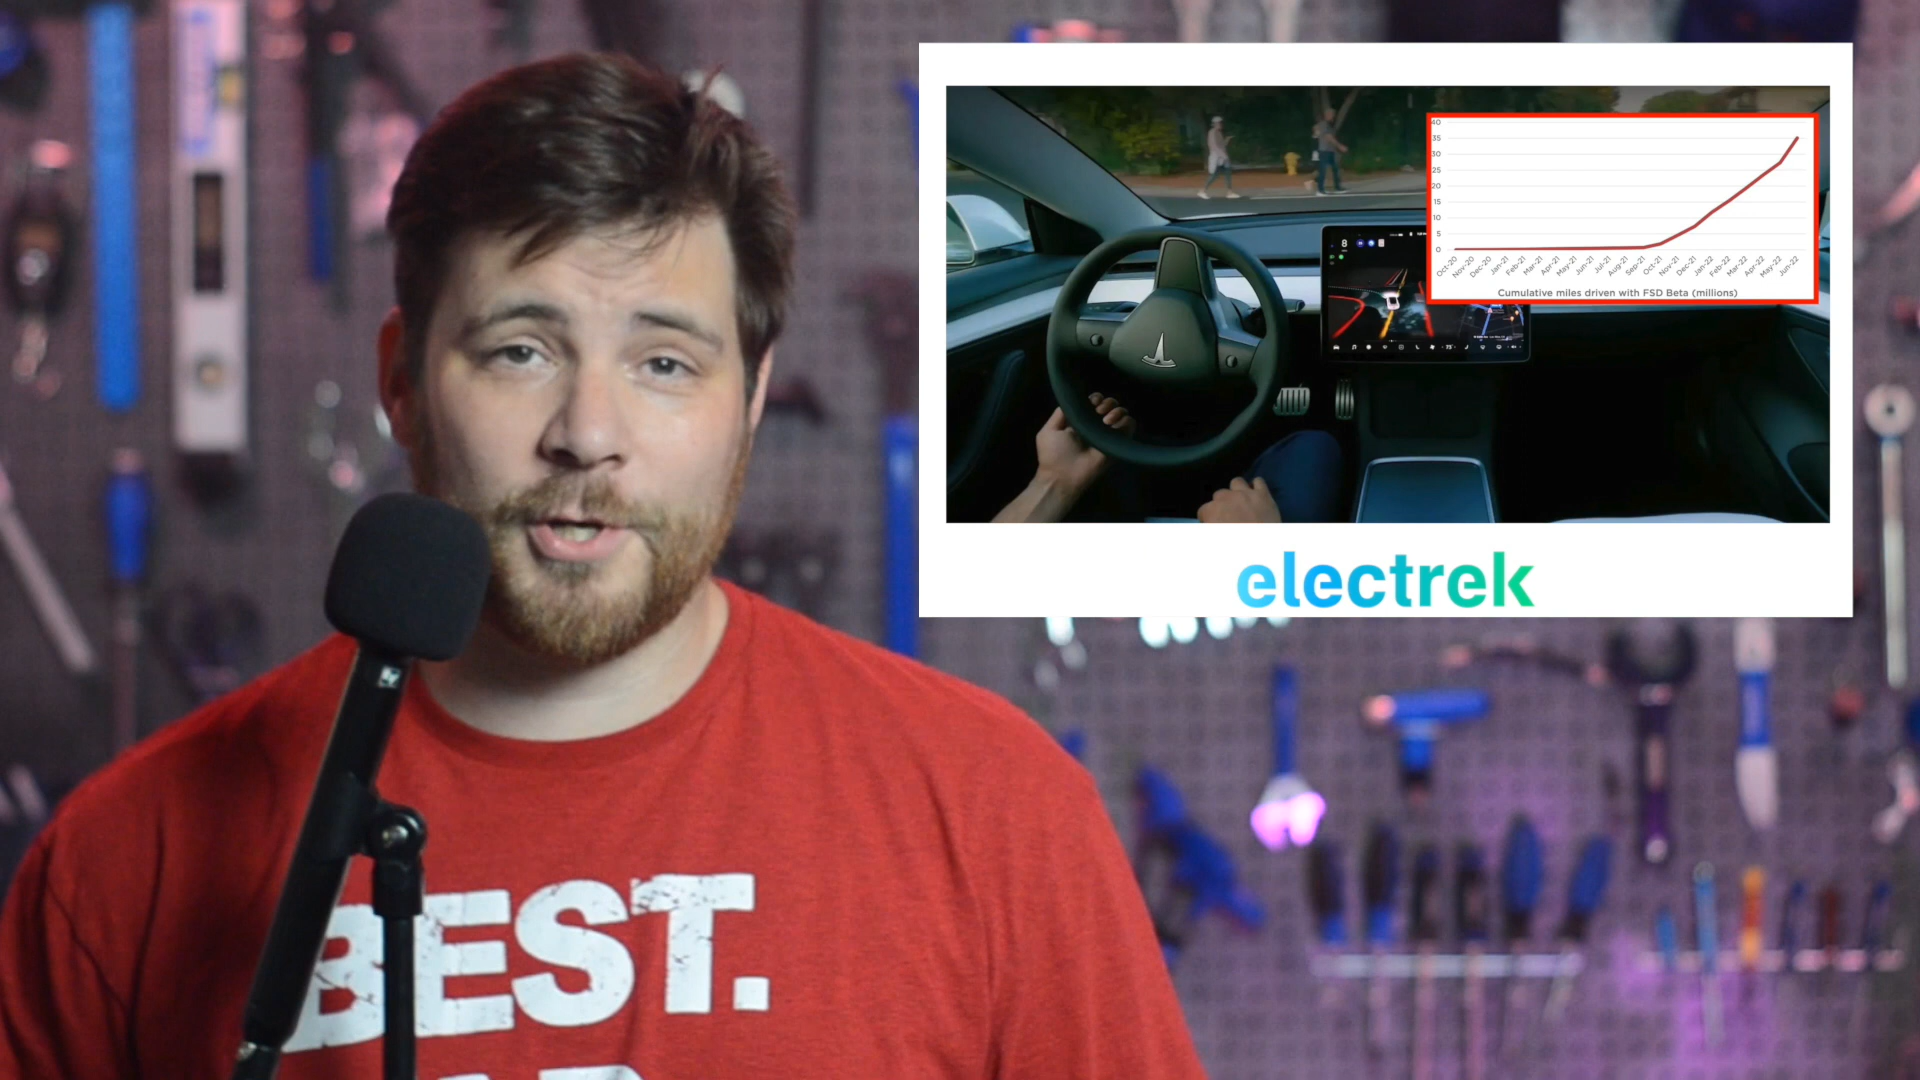 BEST.
40
35
30
25
20
15
10
5
0
Oct-20 Nov-20 Dec-20 Jan-21 Feb-21 Mar-21 Apr-21 May-21 Jun-21 Jul-21 Aug-21 Sep-21 Oct-21 Nov-21 Dec-21 Jan-22 Feb-22 Mar-22 Apr-22 May-22 Jun-22
Cumulative miles driven with FSD Beta (millions)
8
electrek